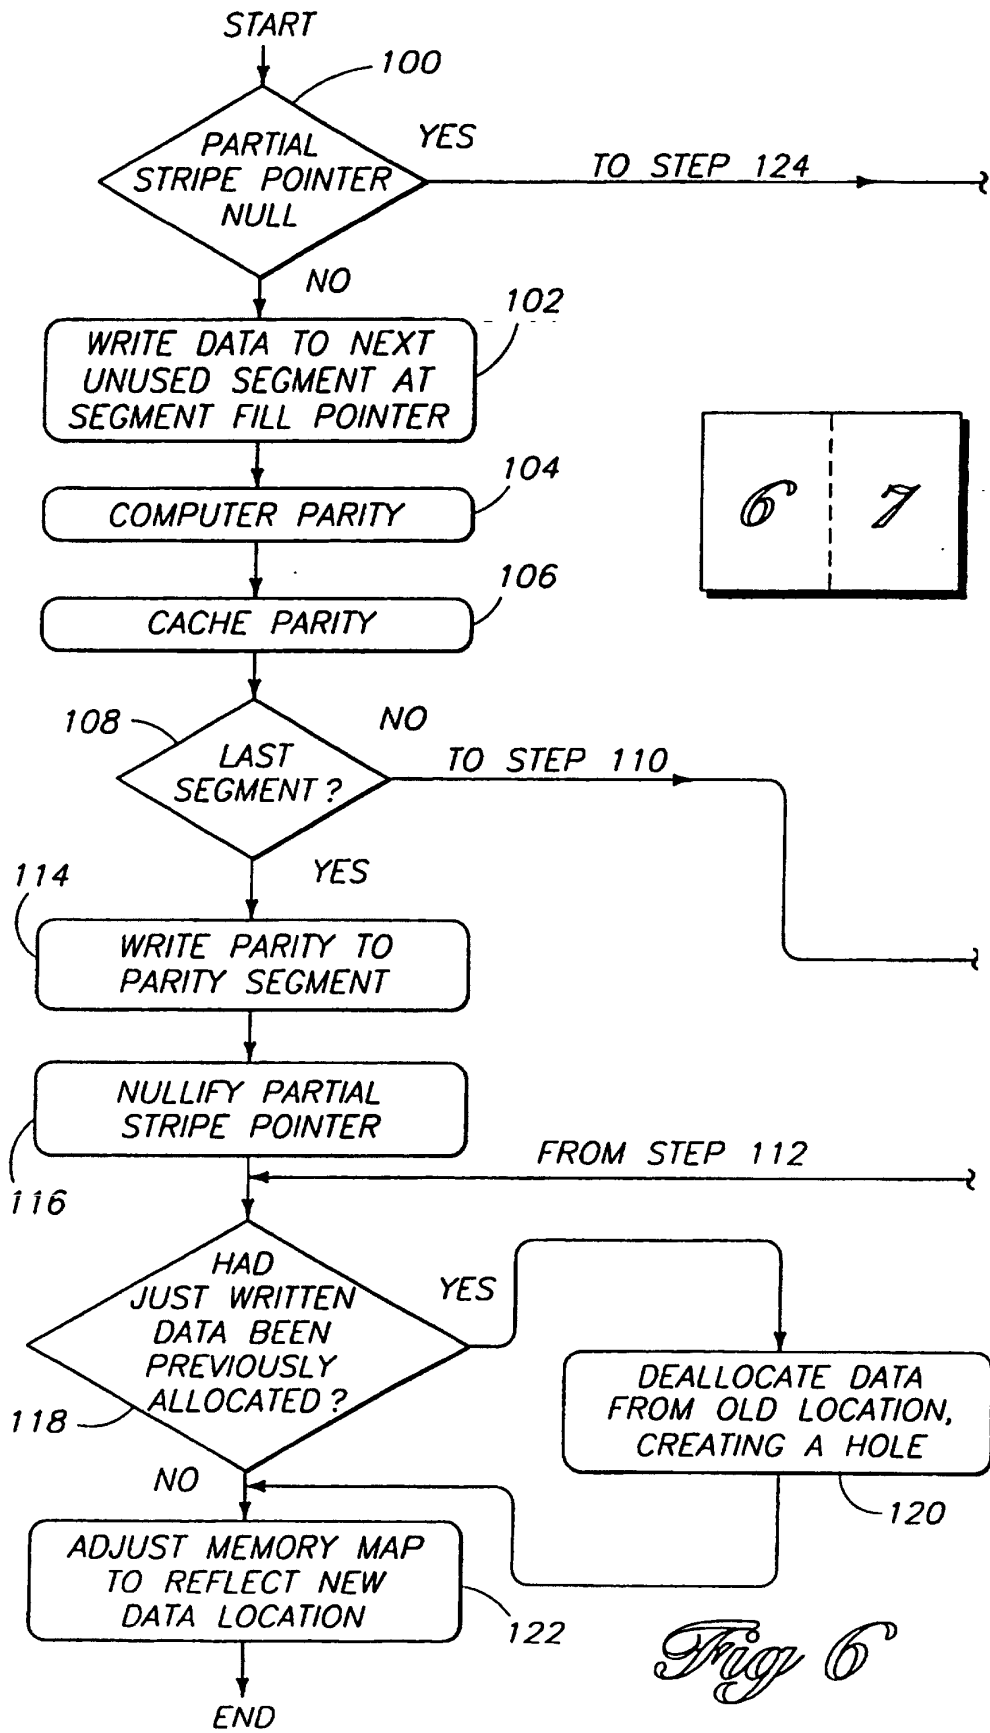 START
100
PARTIAL
STRIPE POINTER
NULL
YES
TO STEP 124
NO
102
WRITE DATA TO NEXT
UNUSED SEGMENT AT
SEGMENT FILL POINTER
104
COMPUTER PARITY
6
7
106
CACHE PARITY
108
LAST
SEGMENT?
NO
TO STEP 110
YES
114
WRITE PARITY TO
PARITY SEGMENT
NULLIFY PARTIAL
STRIPE POINTER
116
FROM STEP 112
HAD
JUST WRITTEN
DATA BEEN
PREVIOUSLY
ALLOCATED?
118
YES
DEALLOCATE DATA
FROM OLD LOCATION,
CREATING A HOLE
120
NO
ADJUST MEMORY MAP
TO REFLECT NEW
DATA LOCATION
122
END
Fig 6